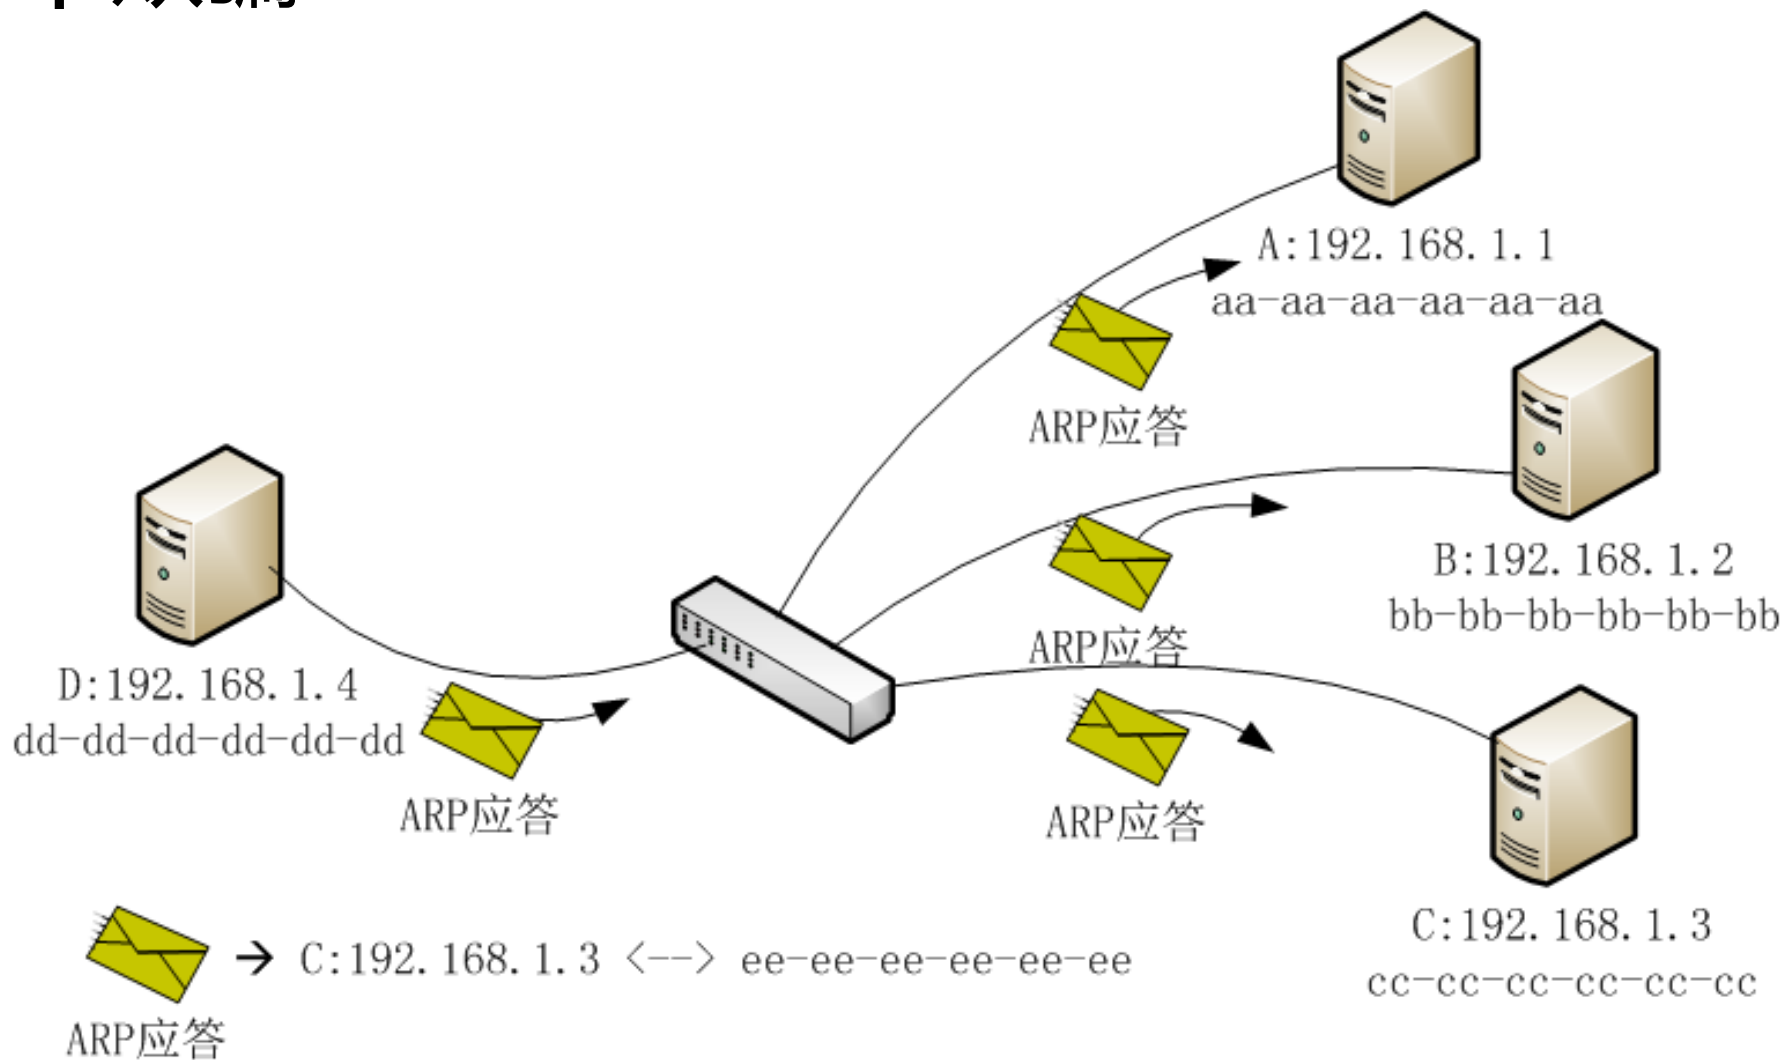 A:192.168.1.1
aa-aa-aa-aa-aa-aa
ARP应答
B:192.168.1.2
bb-bb-bb-bb-bb-bb
ARP应答
D:192.168.1.4
dd-dd-dd-dd-dd-dd
ARP应答
ARP应答
C:192.168.1.3
cc-cc-cc-cc-cc-cc
→ C:192.168.1.3 <--> ee-ee-ee-ee-ee-ee
ARP应答